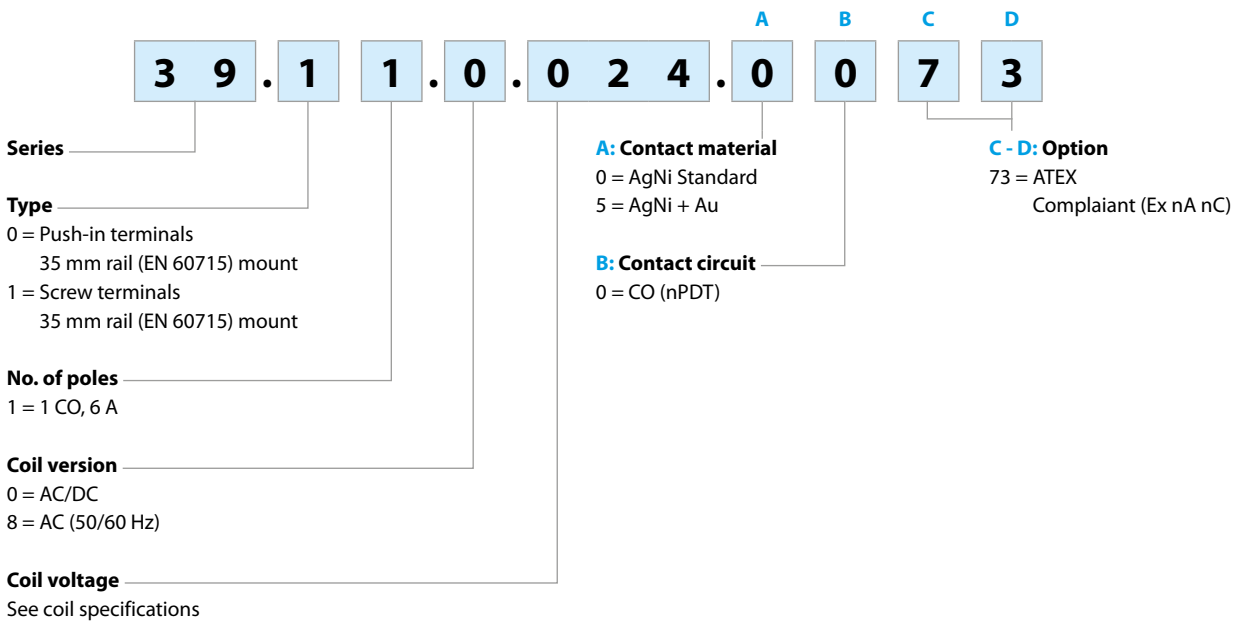 A B C D
3 9 . 1 1 . 0 . 0 2 4 . 0 0 7 3
Series
Type
0 = Push-in terminals
35 mm rail (EN 60715) mount
1 = Screw terminals
35 mm rail (EN 60715) mount
No. of poles
1 = 1 CO, 6 A
Coil version
0 = AC/DC
8 = AC (50/60 Hz)
Coil voltage
See coil specifications
A: Contact material
0 = AgNi Standard
5 = AgNi + Au
B: Contact circuit
0 = CO (nPDT)
C - D: Option
73 = ATEX
Complaiant (Ex nA nC)